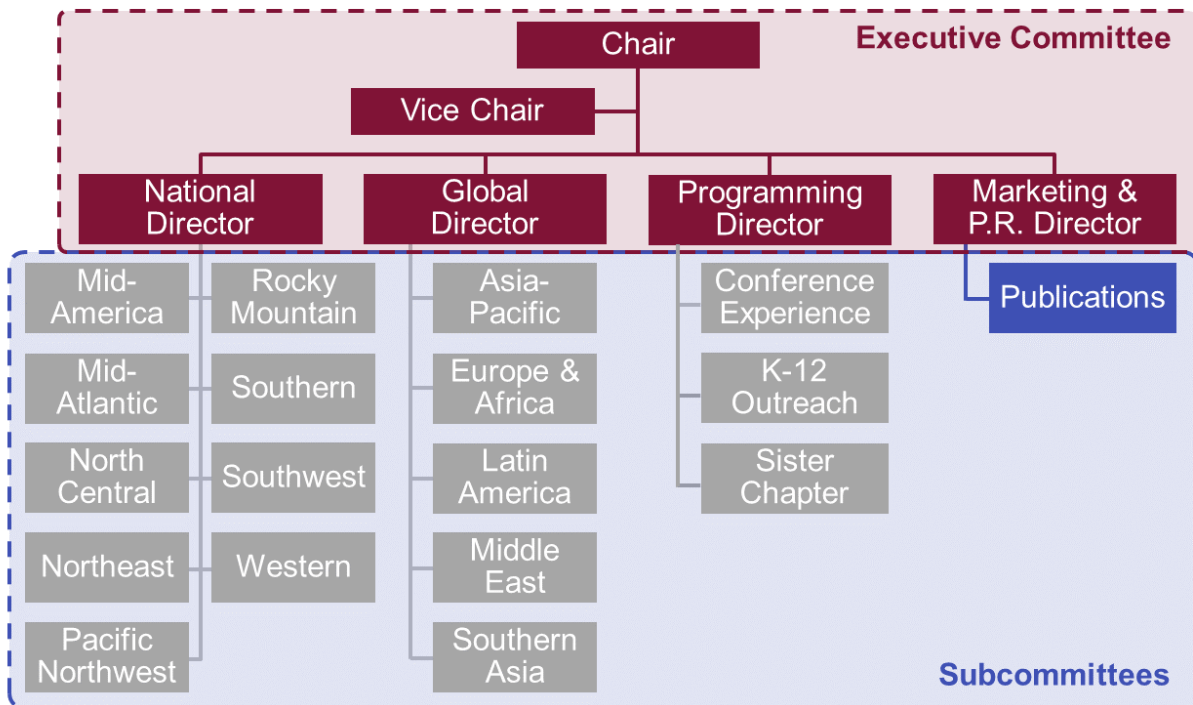 Executive Committee
Chair
Vice Chair
National
Director
Global
Director
Programming
Director
Marketing &
P.R. Director
Mid-
America
Rocky
Mountain
Mid-
Atlantic
Southern
North
Central
Southwest
Northeast
Western
Pacific
Northwest
Asia-
Pacific
Europe &
Africa
Latin
America
Middle
East
Southern
Asia
Conference
Experience
K-12
Outreach
Sister
Chapter
Publications
Subcommittees